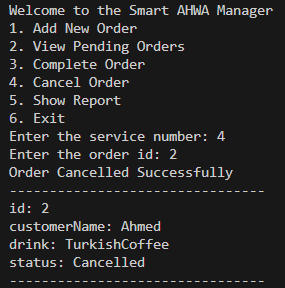 Welcome to the Smart AHWA Manager
1. Add New Order
2. View Pending Orders
3. Complete Order
4. Cancel Order
5. Show Report
6. Exit
Enter the service number: 4
Enter the order id: 2
Order Cancelled Successfully
--------------------------------
id: 2
customerName: Ahmed
drink: TurkishCoffee
status: Cancelled
--------------------------------